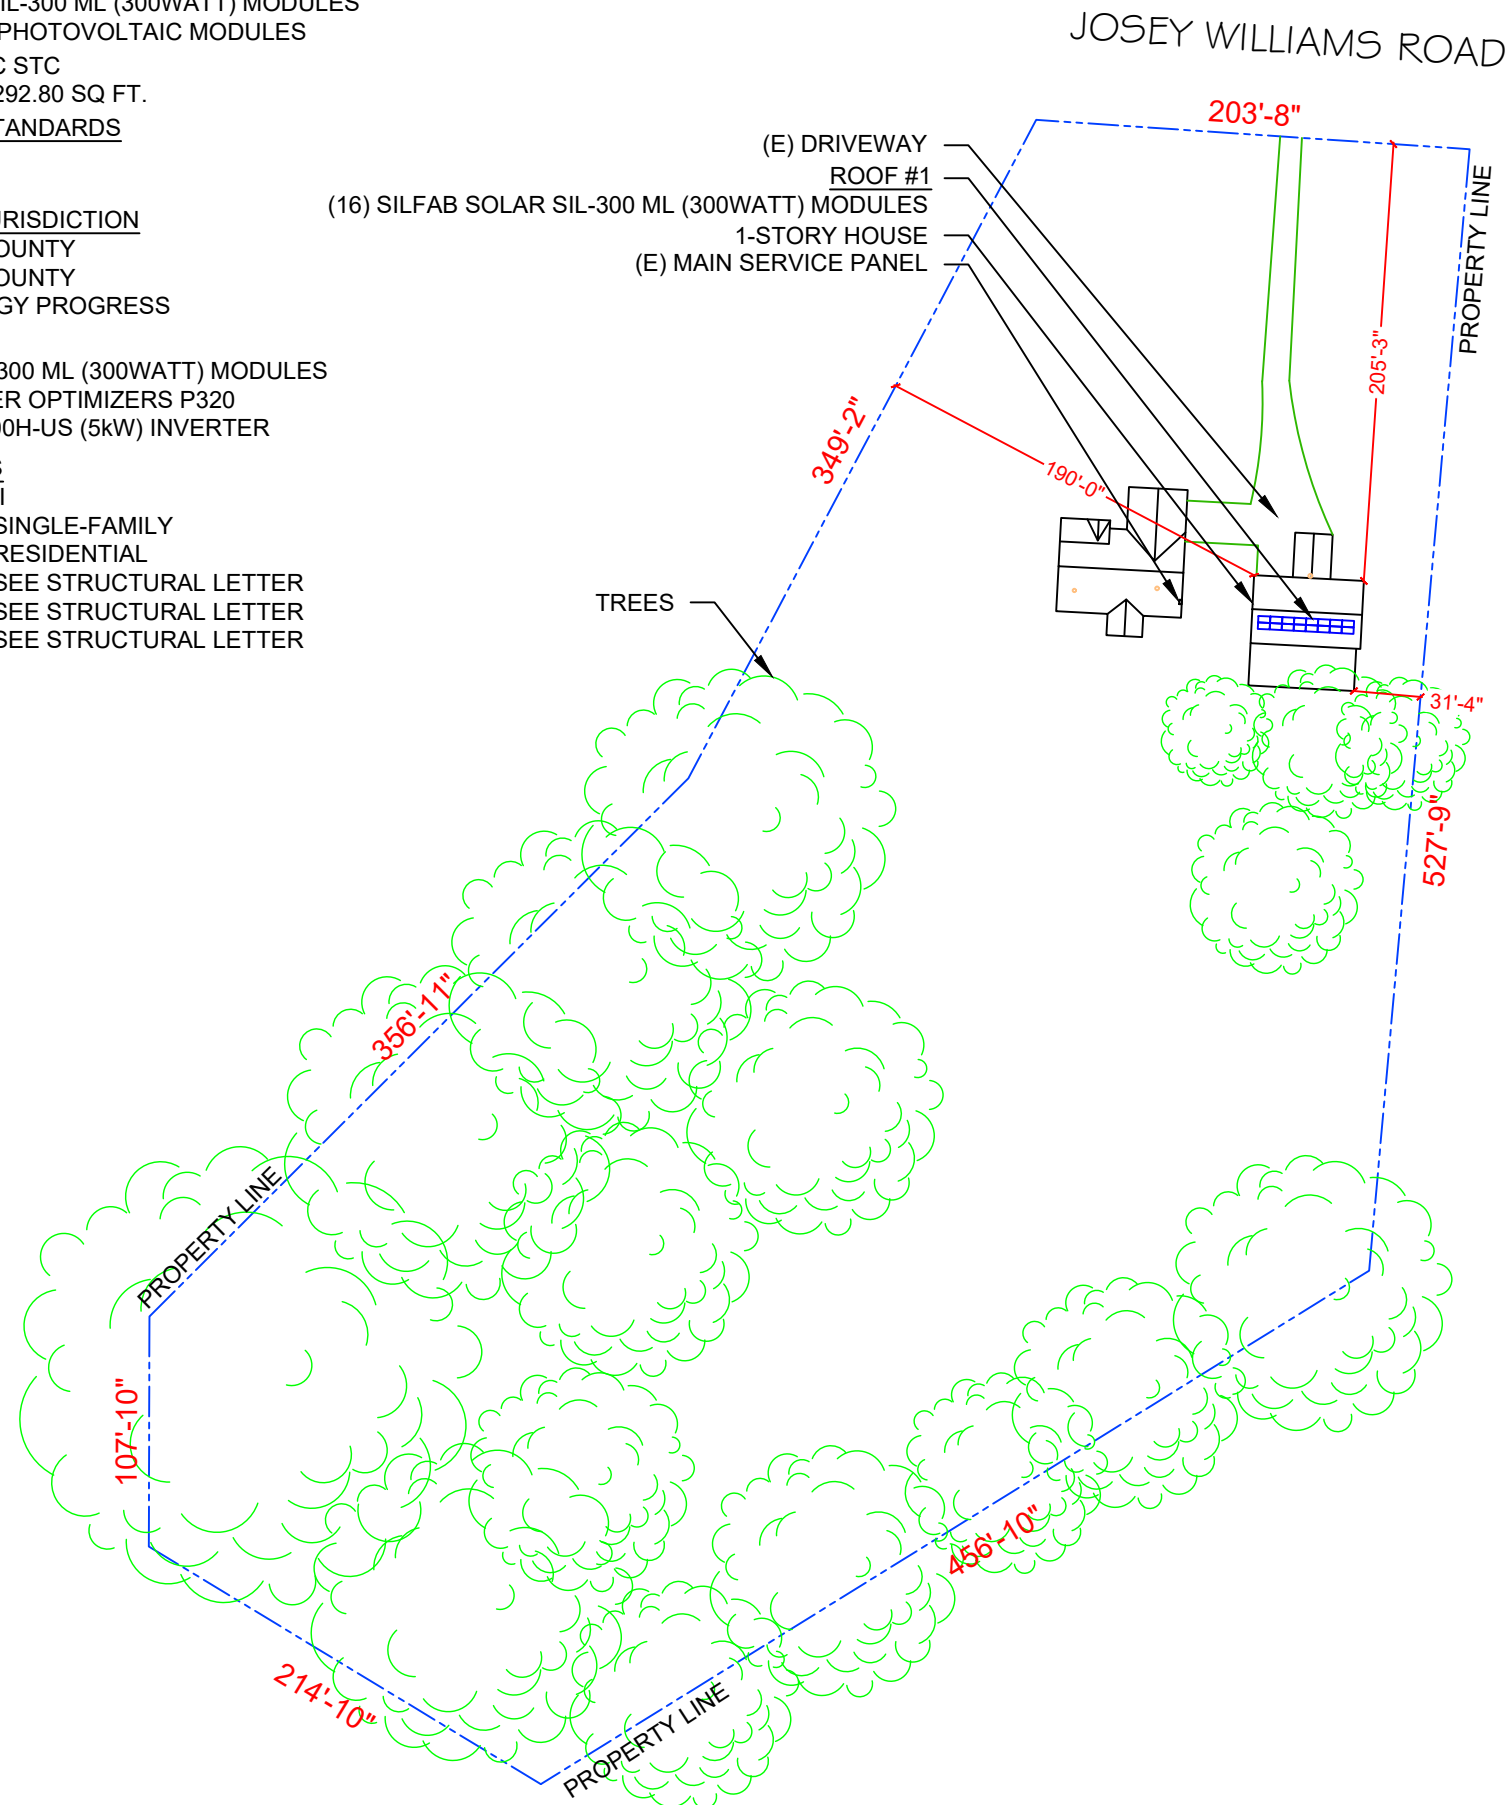 IL-300 ML (300WATT) MODULES
PHOTOVOLTAIC MODULES
C STC
292.80 SQ FT.
TANDARDS
URISDICTION
OUNTY
OUNTY
GY PROGRESS
300 ML (300WATT) MODULES
ER OPTIMIZERS P320
00H-US (5kW) INVERTER
S
I
SINGLE-FAMILY
RESIDENTIAL
SEE STRUCTURAL LETTER
SEE STRUCTURAL LETTER
SEE STRUCTURAL LETTER
JOSEY WILLIAMS ROAD
203'-8"
(E) DRIVEWAY
ROOF #1
(16) SILFAB SOLAR SIL-300 ML (300WATT) MODULES
1-STORY HOUSE
(E) MAIN SERVICE PANEL
PROPERTY LINE
205'-3"
349'-2"
190'-0"
TREES
31'-4"
527'-9"
356'-11"
PROPERTY LINE
107'-10"
456'-10"
214'-10"
PROPERTY LINE